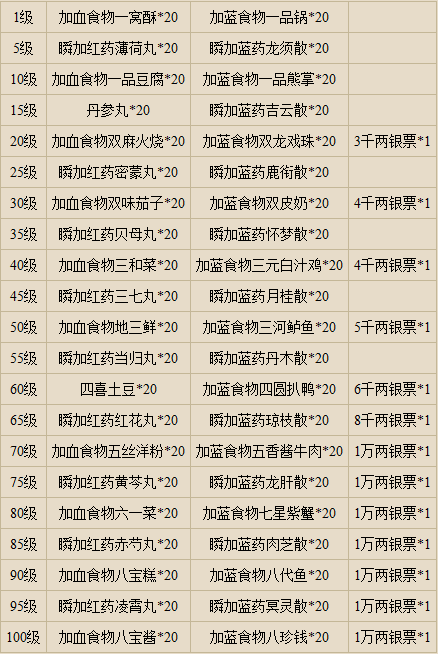 1级 加血食物一窝酥*20 加蓝食物一品锅*20
5级 瞬加红药薄荷丸*20 瞬加蓝药龙须散*20
10级 加血食物一品豆腐*20 加蓝食物一品熊掌*20
15级 丹参丸*20 瞬加蓝药吉云散*20
20级 加血食物双麻火烧*20 加蓝食物双龙戏珠*20 3千两银票*1
25级 瞬加红药密蒙丸*20 瞬加蓝药鹿衔散*20
30级 加血食物双味茄子*20 加蓝食物双皮奶*20 4千两银票*1
35级 瞬加红药贝母丸*20 瞬加蓝药怀梦散*20
40级 加血食物三和菜*20 加蓝食物三元白汁鸡*20 4千两银票*1
45级 瞬加红药三七丸*20 瞬加蓝药月桂散*20
50级 加血食物地三鲜*20 加蓝食物三河鲈鱼*20 5千两银票*1
55级 瞬加红药当归丸*20 瞬加蓝药丹木散*20
60级 四喜土豆*20 加蓝食物四圆扒鸭*20 6千两银票*1
65级 瞬加红药红花丸*20 瞬加蓝药琼枝散*20 8千两银票*1
70级 加血食物五丝洋粉*20 加蓝食物五香酱牛肉*20 1万两银票*1
75级 瞬加红药黄芩丸*20 瞬加蓝药龙肝散*20 1万两银票*1
80级 加血食物六一菜*20 加蓝食物七星紫蟹*20 1万两银票*1
85级 瞬加红药赤芍丸*20 瞬加蓝药肉芝散*20 1万两银票*1
90级 加血食物八宝糕*20 加蓝食物八代鱼*20 1万两银票*1
95级 瞬加红药凌霄丸*20 瞬加蓝药冥灵散*20 1万两银票*1
100级 加血食物八宝酱*20 加蓝食物八珍钱*20 1万两银票*1